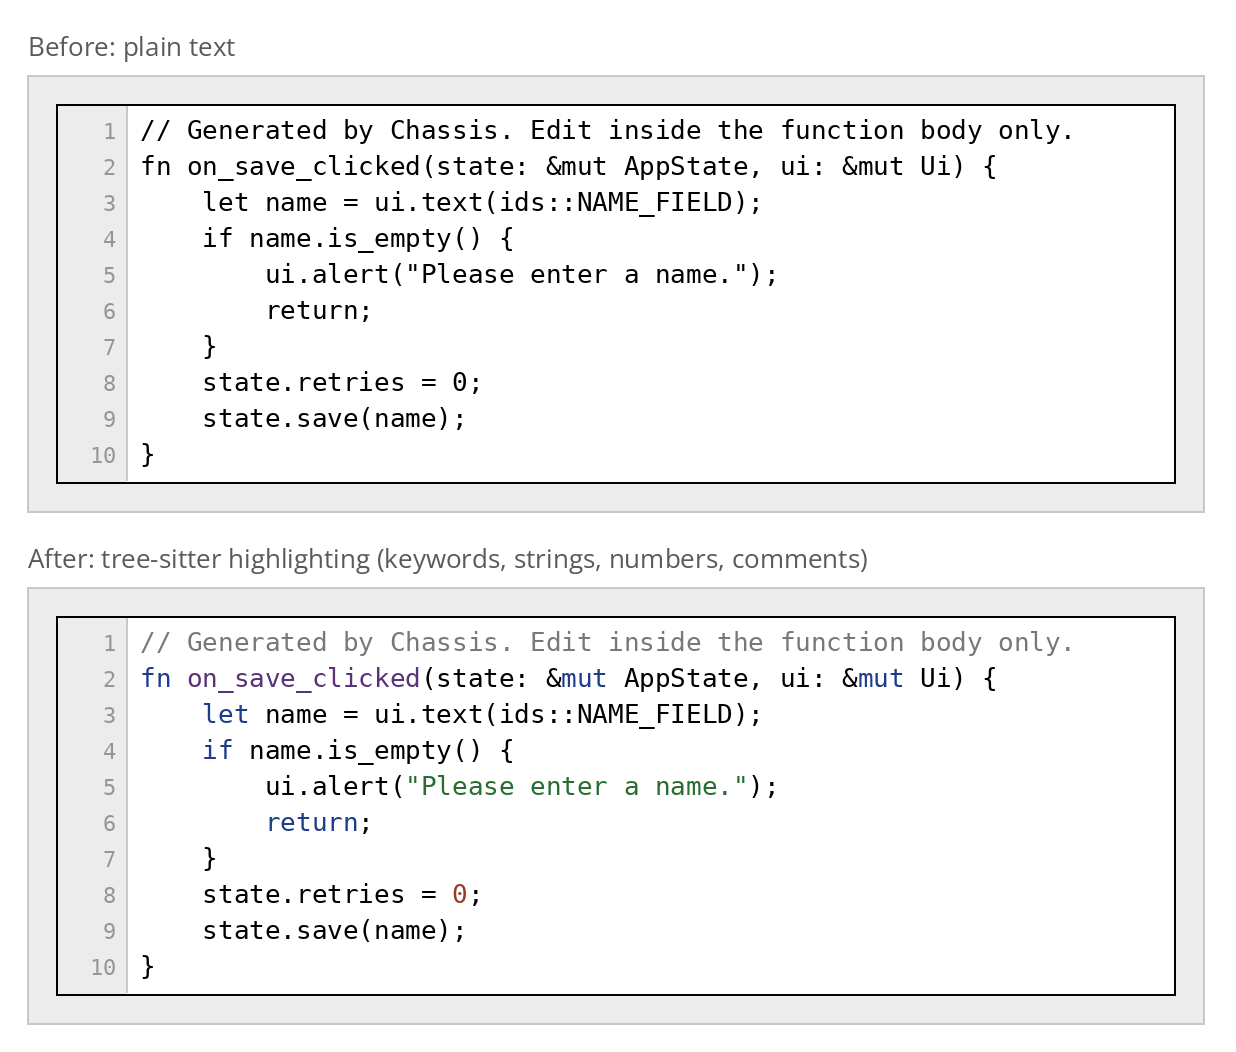 Before: plain text
1 // Generated by Chassis. Edit inside the function body only.
2 fn on_save_clicked(state: &mut AppState, ui: &mut Ui) {
3     let name = ui.text(ids::NAME_FIELD);
4     if name.is_empty() {
5         ui.alert("Please enter a name.");
6         return;
7     }
8     state.retries = 0;
9     state.save(name);
10 }
After: tree-sitter highlighting (keywords, strings, numbers, comments)
1 // Generated by Chassis. Edit inside the function body only.
2 fn on_save_clicked(state: &mut AppState, ui: &mut Ui) {
3     let name = ui.text(ids::NAME_FIELD);
4     if name.is_empty() {
5         ui.alert("Please enter a name.");
6         return;
7     }
8     state.retries = 0;
9     state.save(name);
10 }